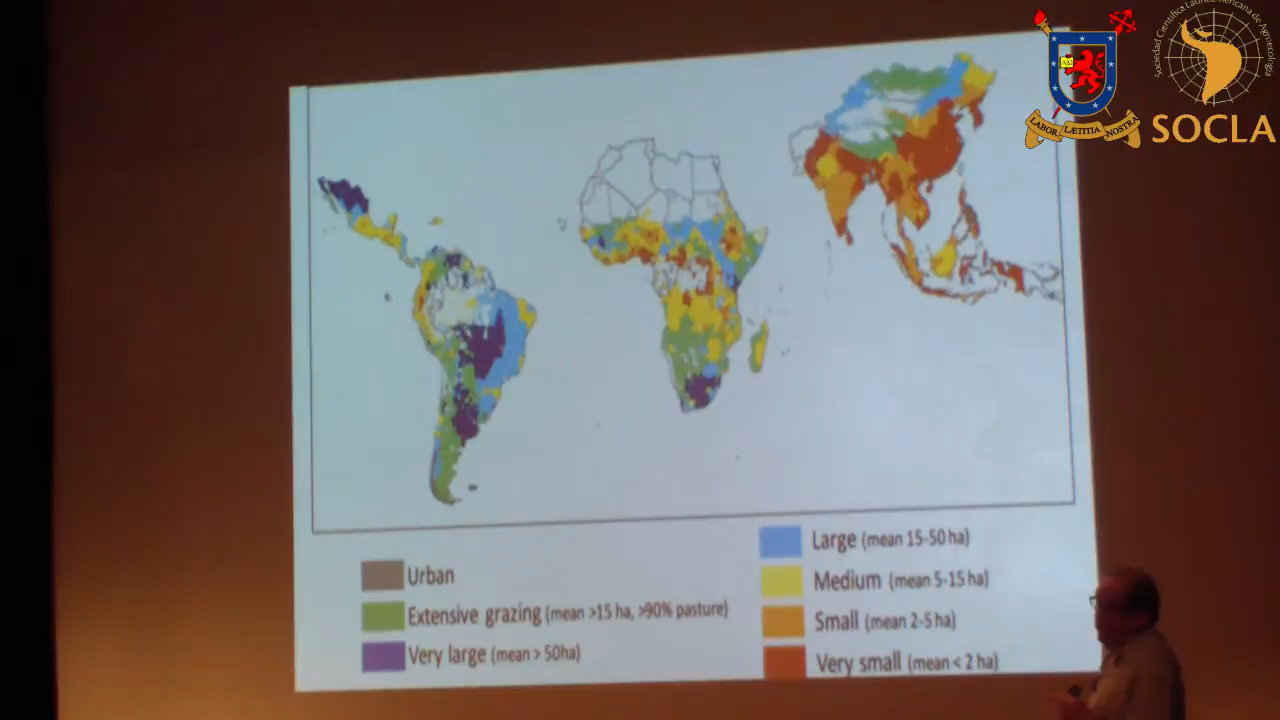 Sociedad Científica Latinoamericana de Agroecología
LABOR LÆTITIA NOSTRA
SOCLA
Urban
Extensive grazing (mean >15 ha, >90% pasture)
Very large (mean > 50ha)
Large (mean 15-50 ha)
Medium (mean 5-15 ha)
Small (mean 2-5 ha)
Very small (mean < 2 ha)